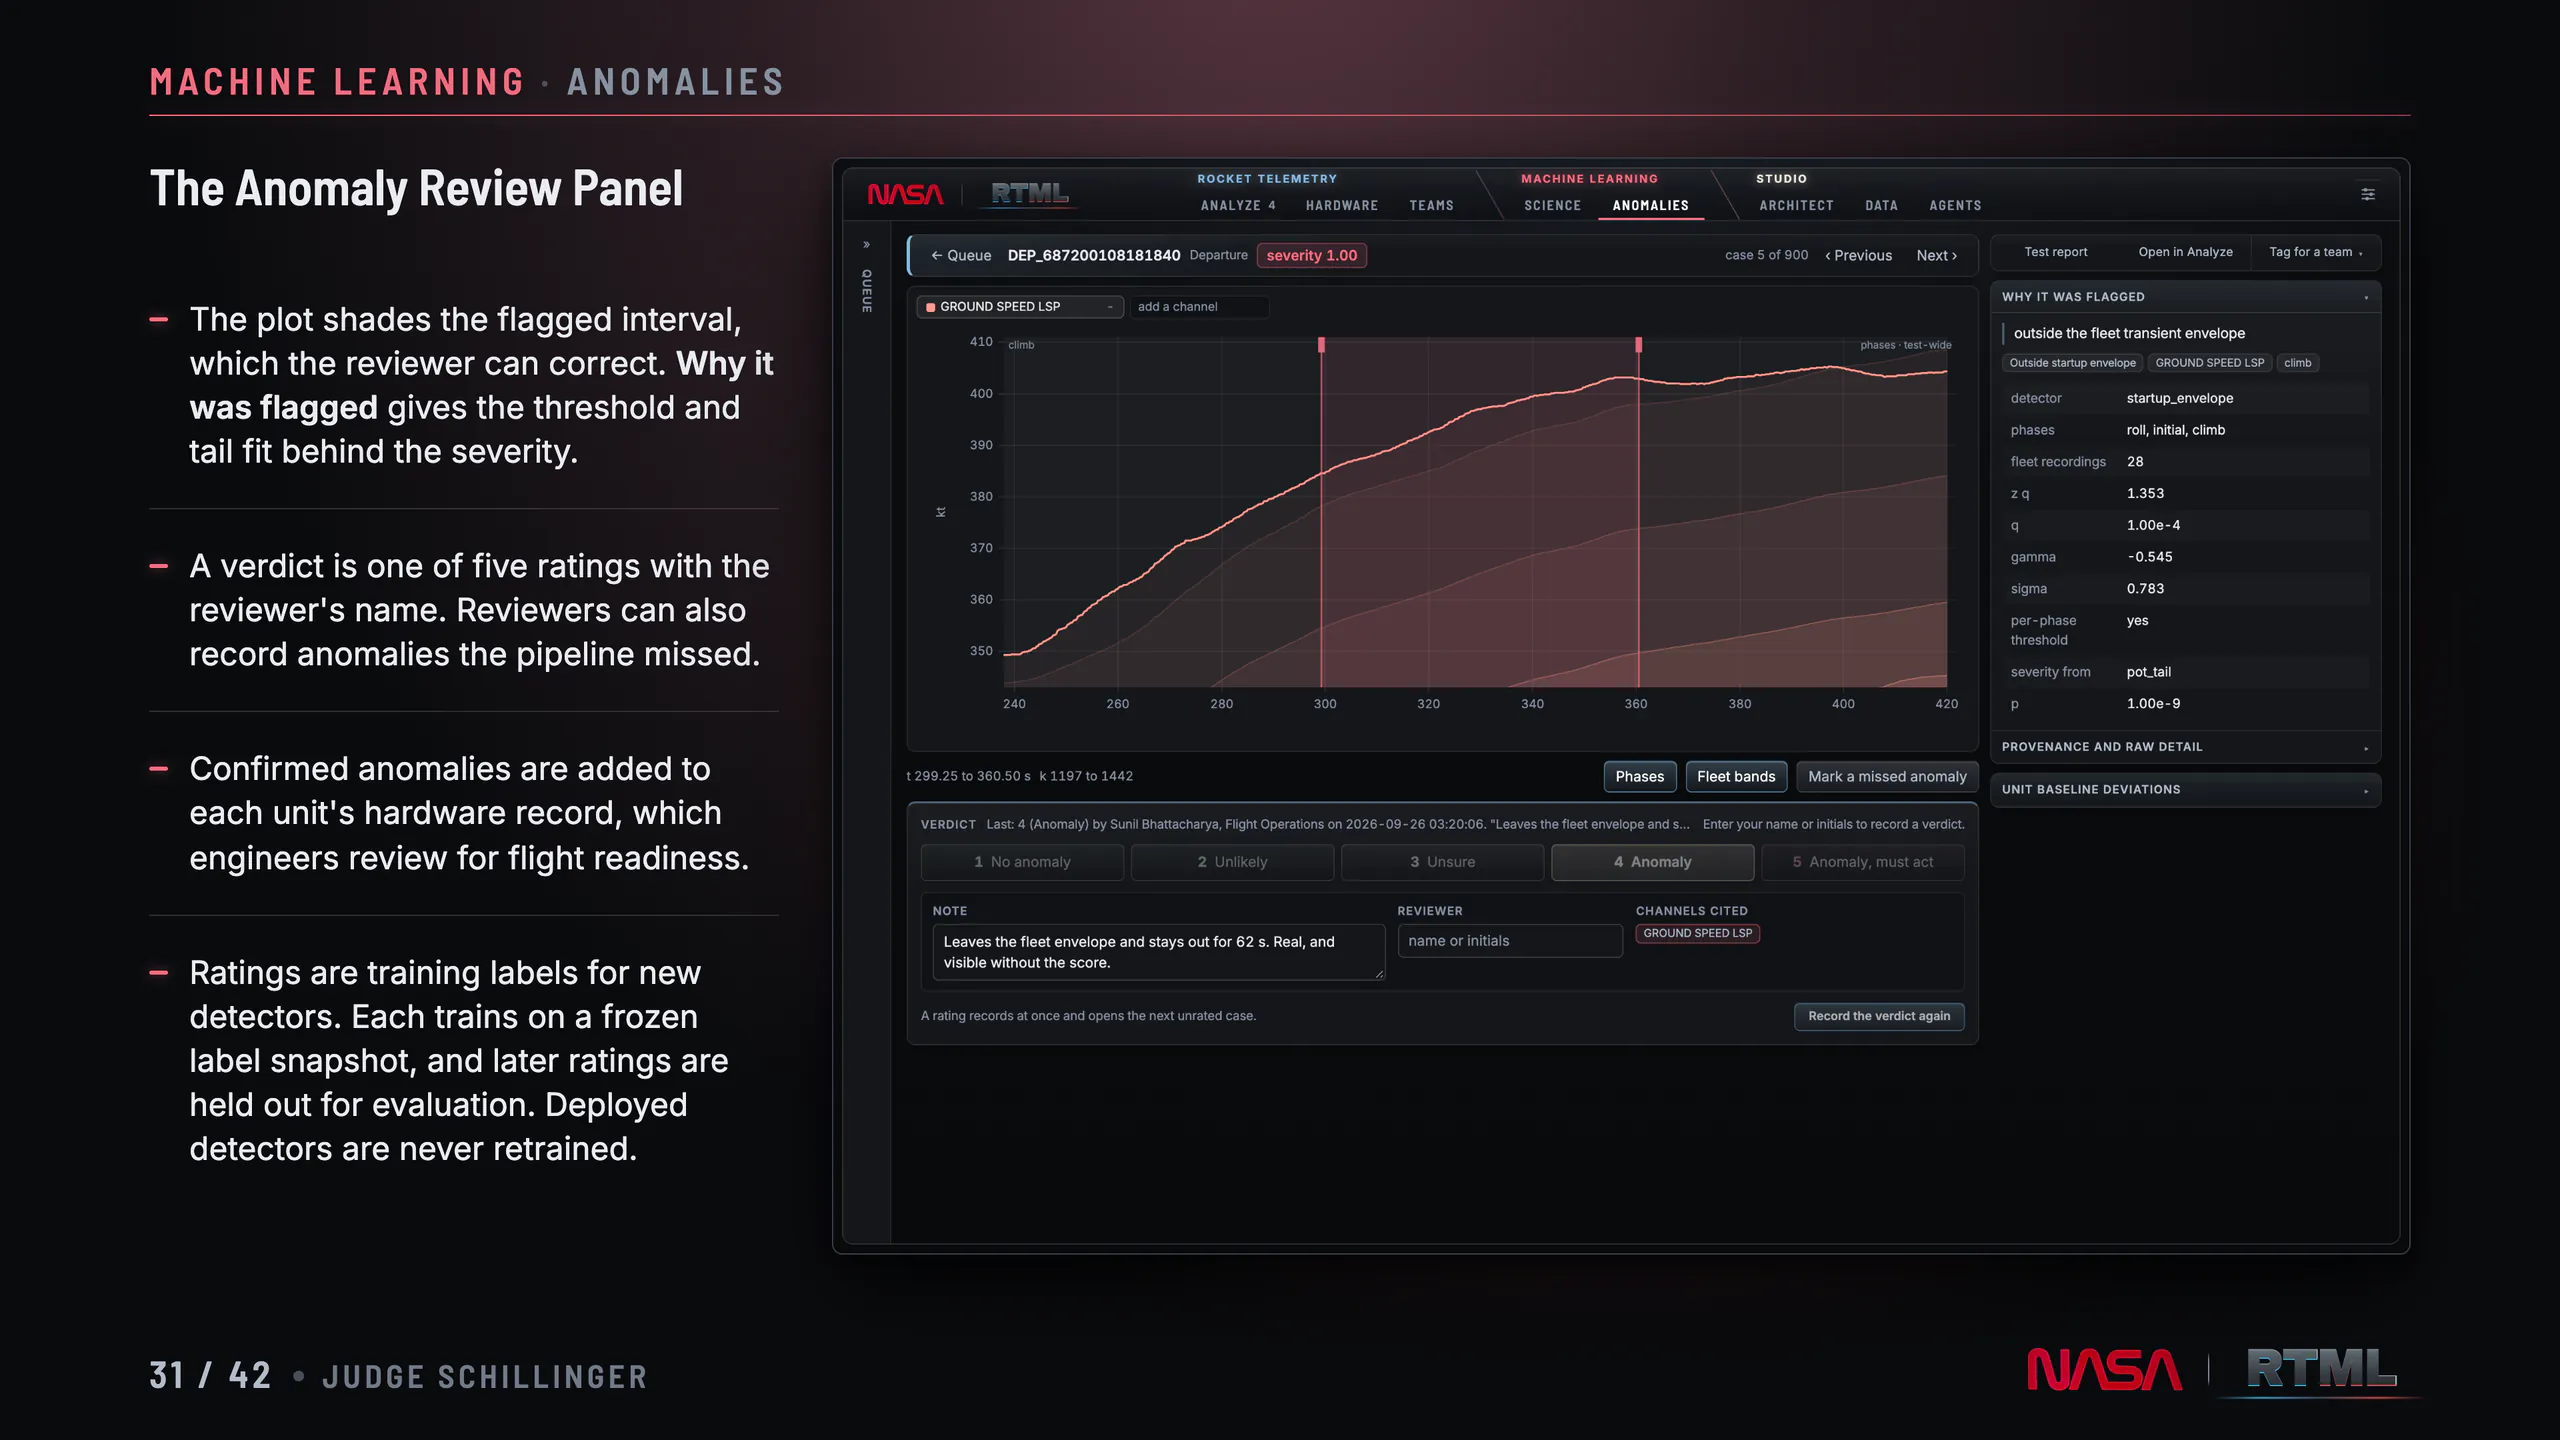 MACHINE LEARNING · ANOMALIES
The Anomaly Review Panel
The plot shades the flagged interval,
which the reviewer can correct. Why it
was flagged gives the threshold and
tail fit behind the severity.
A verdict is one of five ratings with the
reviewer's name. Reviewers can also
record anomalies the pipeline missed.
Confirmed anomalies are added to
each unit's hardware record, which
engineers review for flight readiness.
Ratings are training labels for new
detectors. Each trains on a frozen
label snapshot, and later ratings are
held out for evaluation. Deployed
detectors are never retrained.
NASA RTML
ROCKET TELEMETRY MACHINE LEARNING STUDIO
ANALYZE 4 HARDWARE TEAMS SCIENCE ANOMALIES ARCHITECT DATA AGENTS
» QUEUE
← Queue DEP_687200108181840 Departure severity 1.00 case 5 of 900 ‹ Previous Next ›
GROUND SPEED LSP - add a channel
climb phases · test-wide
410
400
390
380
370
360
350
kt
240 260 280 300 320 340 360 380 400 420
t 299.25 to 360.50 s k 1197 to 1442
Phases Fleet bands Mark a missed anomaly
VERDICT Last: 4 (Anomaly) by Sunil Bhattacharya, Flight Operations on 2026-09-26 03:20:06. "Leaves the fleet envelope and s... Enter your name or initials to record a verdict.
1 No anomaly 2 Unlikely 3 Unsure 4 Anomaly 5 Anomaly, must act
NOTE REVIEWER CHANNELS CITED
Leaves the fleet envelope and stays out for 62 s. Real, and
visible without the score.
name or initials
GROUND SPEED LSP
A rating records at once and opens the next unrated case.
Record the verdict again
Test report Open in Analyze Tag for a team
WHY IT WAS FLAGGED
outside the fleet transient envelope
Outside startup envelope GROUND SPEED LSP climb
detector startup_envelope
phases roll, initial, climb
fleet recordings 28
z q 1.353
q 1.00e-4
gamma -0.545
sigma 0.783
per-phase threshold yes
severity from pot_tail
p 1.00e-9
PROVENANCE AND RAW DETAIL
UNIT BASELINE DEVIATIONS
31 / 42 • JUDGE SCHILLINGER
NASA RTML